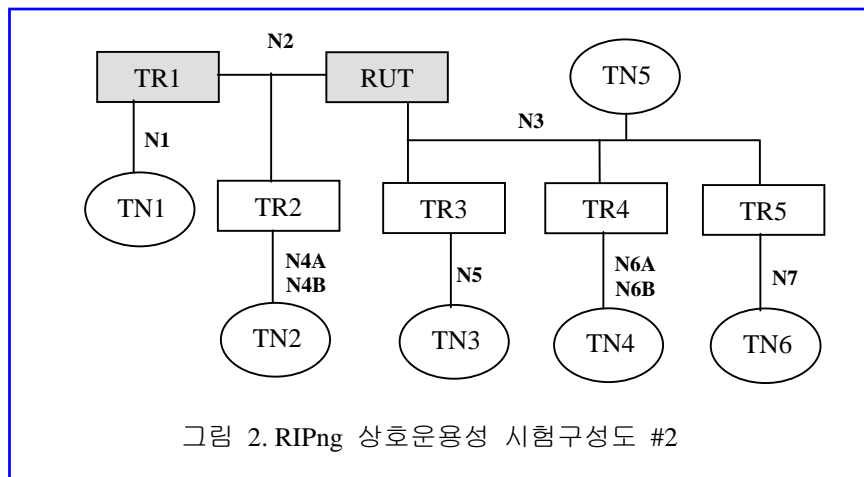 N2
TR1
RUT
TN5
N1
N3
TN1
TR2
TR3
TR4
TR5
N4A
N4B
N5
N6A
N6B
N7
TN2
TN3
TN4
TN6
그림 2. RIPng 상호운용성 시험구성도 #2